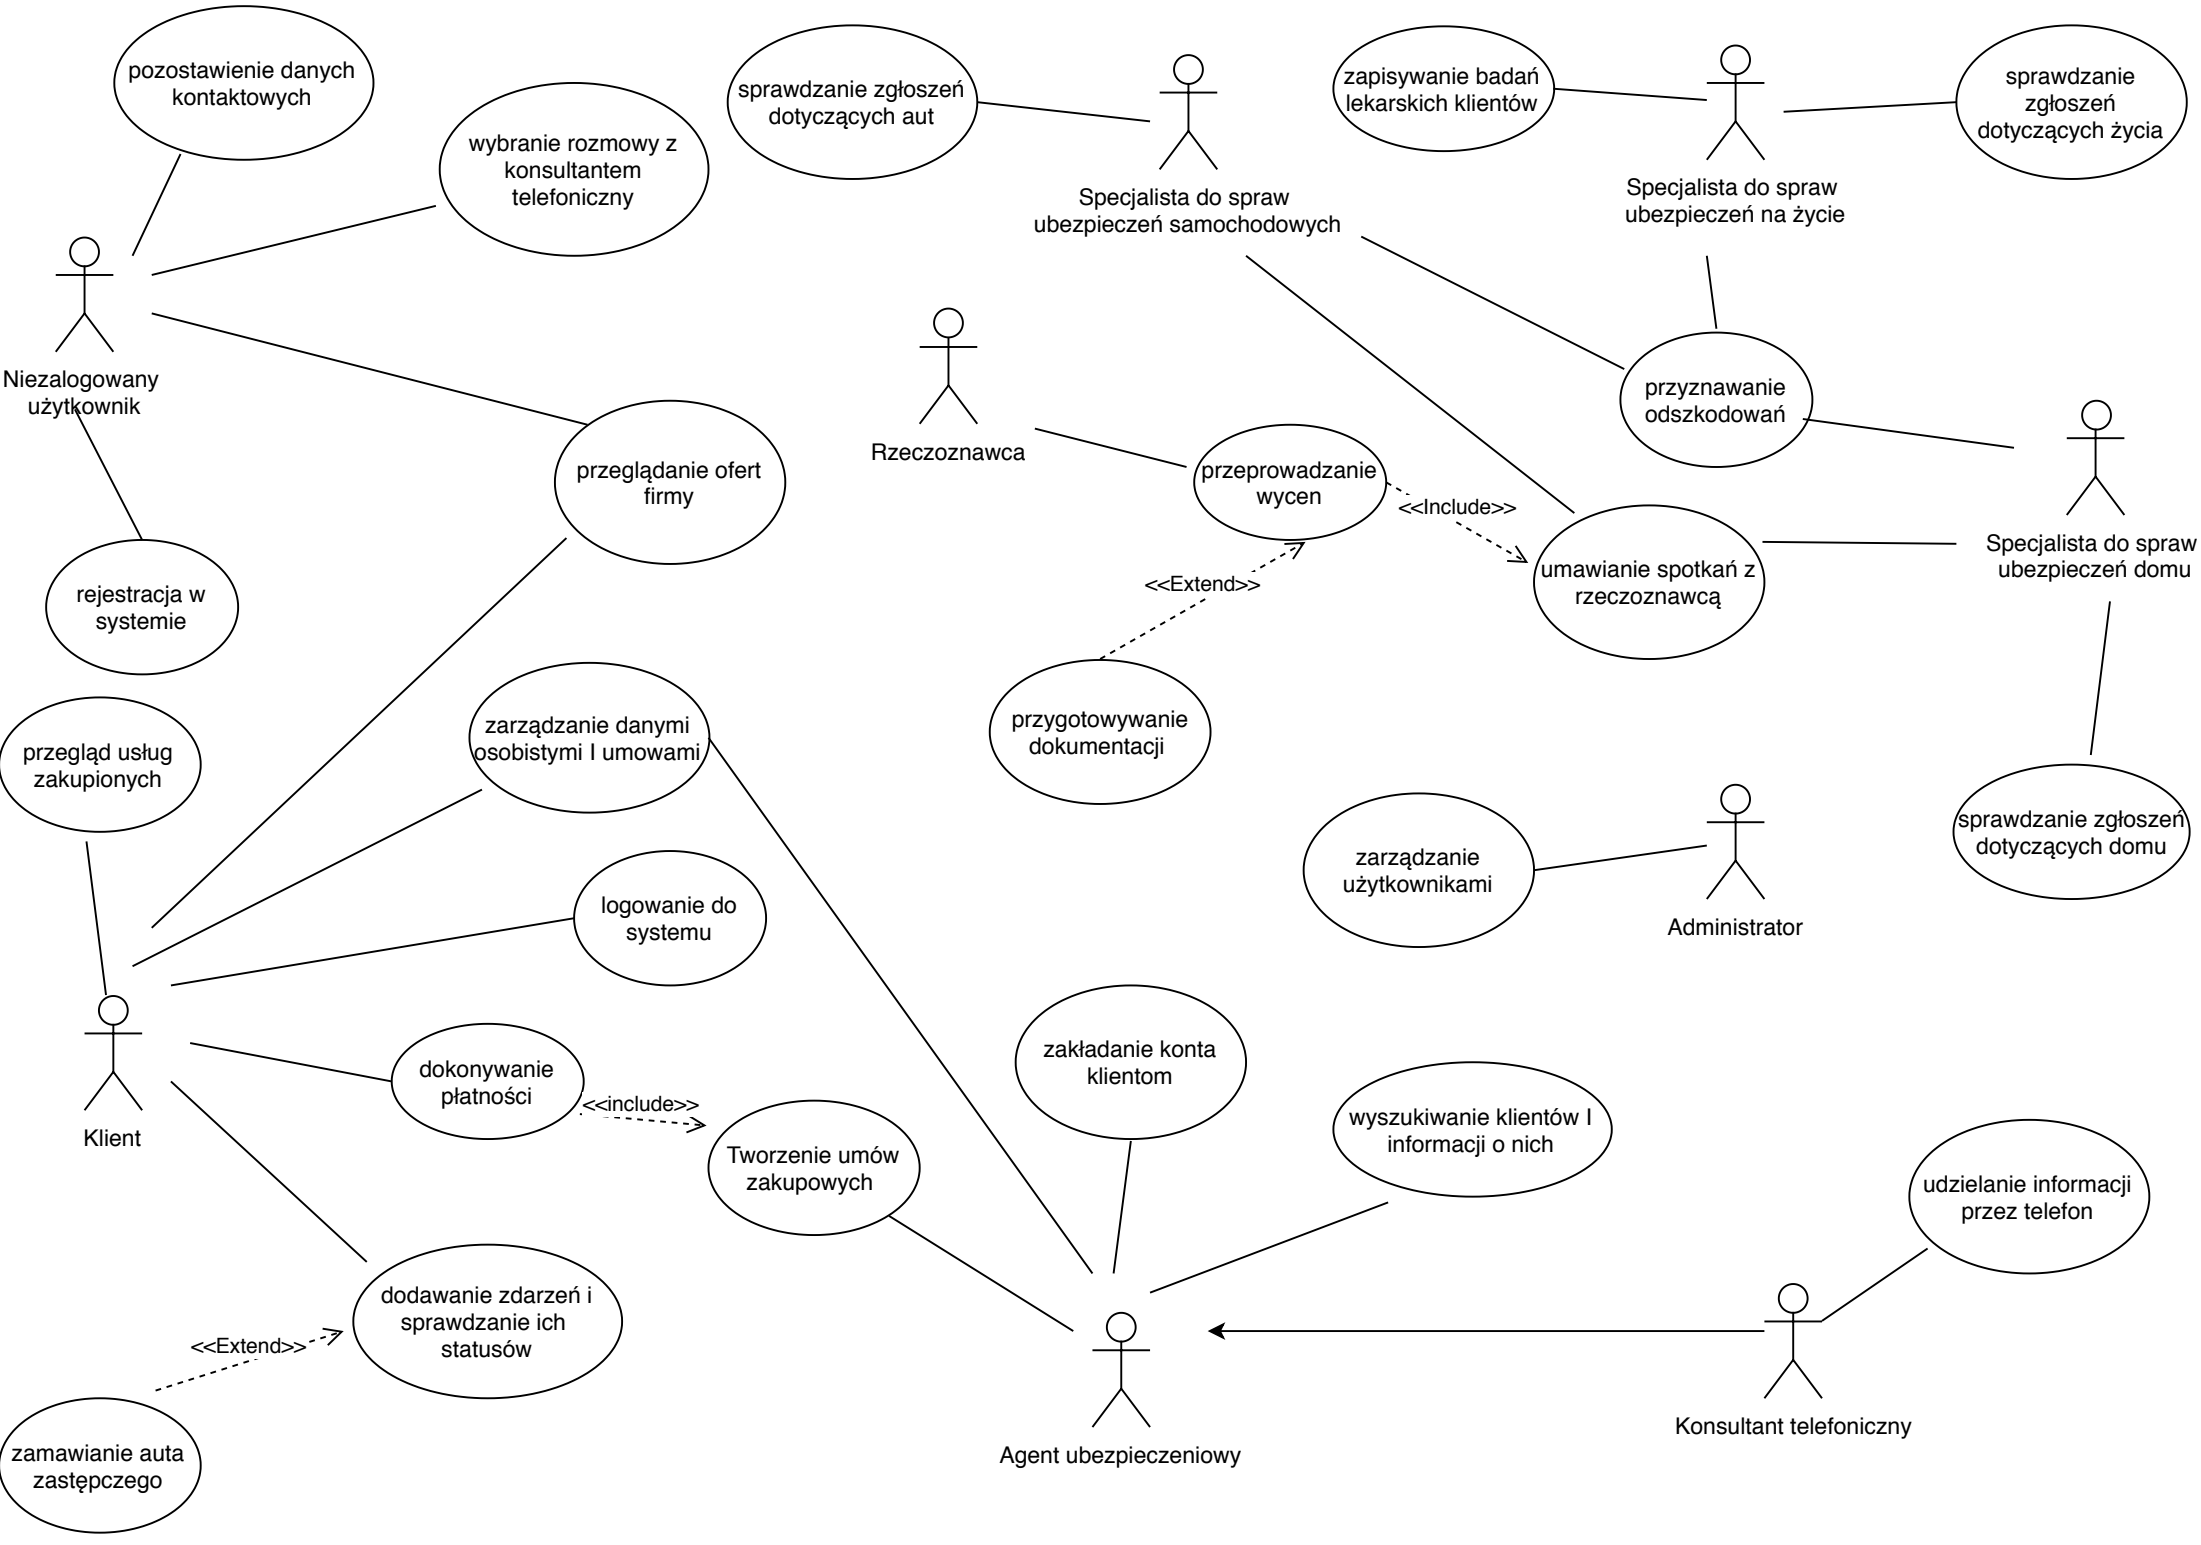 pozostawienie danych
kontaktowych
wybranie rozmowy z
konsultantem
telefoniczny
sprawdzanie zgłoszeń
dotyczących aut
Specjalista do spraw
ubezpieczeń samochodowych
zapisywanie badań
lekarskich klientów
Specjalista do spraw
ubezpieczeń na życie
sprawdzanie
zgłoszeń
dotyczących życia
Niezalogowany
użytkownik
Rzeczoznawca
przyznawanie
odszkodowań
przeglądanie ofert
firmy
przeprowadzanie
wycen
<<Include>>
umawianie spotkań z
rzeczoznawcą
Specjalista do spraw
ubezpieczeń domu
<<Extend>>
rejestracja w
systemie
przygotowywanie
dokumentacji
zarządzanie danymi
osobistymi I umowami
przegląd usług
zakupionych
sprawdzanie zgłoszeń
dotyczących domu
zarządzanie
użytkownikami
Administrator
logowanie do
systemu
dokonywanie
płatności
<<include>>
Klient
zakładanie konta
klientom
wyszukiwanie klientów I
informacji o nich
Tworzenie umów
zakupowych
udzielanie informacji
przez telefon
dodawanie zdarzeń i
sprawdzanie ich
statusów
<<Extend>>
zamawianie auta
zastępczego
Agent ubezpieczeniowy
Konsultant telefoniczny